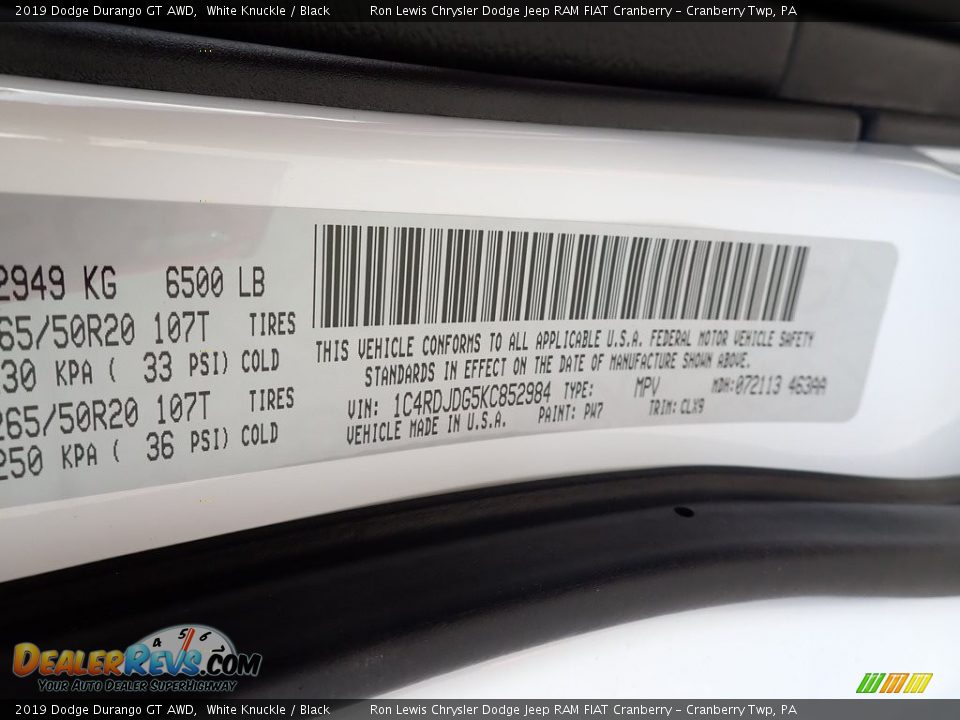 2019 Dodge Durango GT AWD, White Knuckle / Black Ron Lewis Chrysler Dodge Jeep RAM FIAT Cranberry - Cranberry Twp, PA
2949 KG 6500 LB
65/50R20 107T TIRES
30 KPA ( 33 PSI) COLD
265/50R20 107T TIRES
250 KPA ( 36 PSI) COLD
THIS VEHICLE CONFORMS TO ALL APPLICABLE U.S.A. FEDERAL MOTOR VEHICLE SAFETY
STANDARDS IN EFFECT ON THE DATE OF MANUFACTURE SHOWN ABOVE.
VIN: 1C4RDJDG5KC852984 TYPE: MPV MDH:072113 463AA
VEHICLE MADE IN U.S.A. PAINT: PW7 TRIM:CLX9
4 5 6
DEALERREVS.COM
YOUR AUTO DEALER SUPERHIGHWAY
2019 Dodge Durango GT AWD, White Knuckle / Black Ron Lewis Chrysler Dodge Jeep RAM FIAT Cranberry - Cranberry Twp, PA